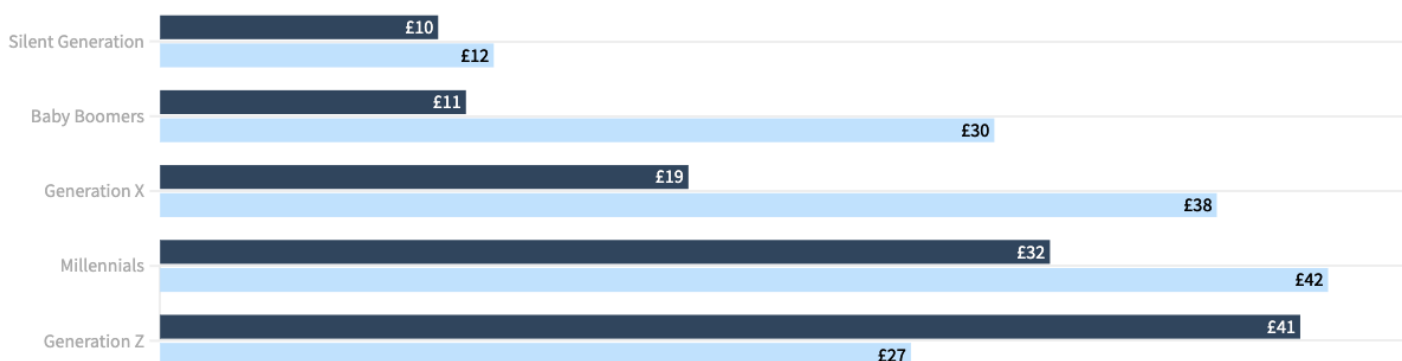 £10
Silent Generation
£12
£11
Baby Boomers
£30
£19
Generation X
£38
£32
Millennials
£42
£41
Generation Z
£27